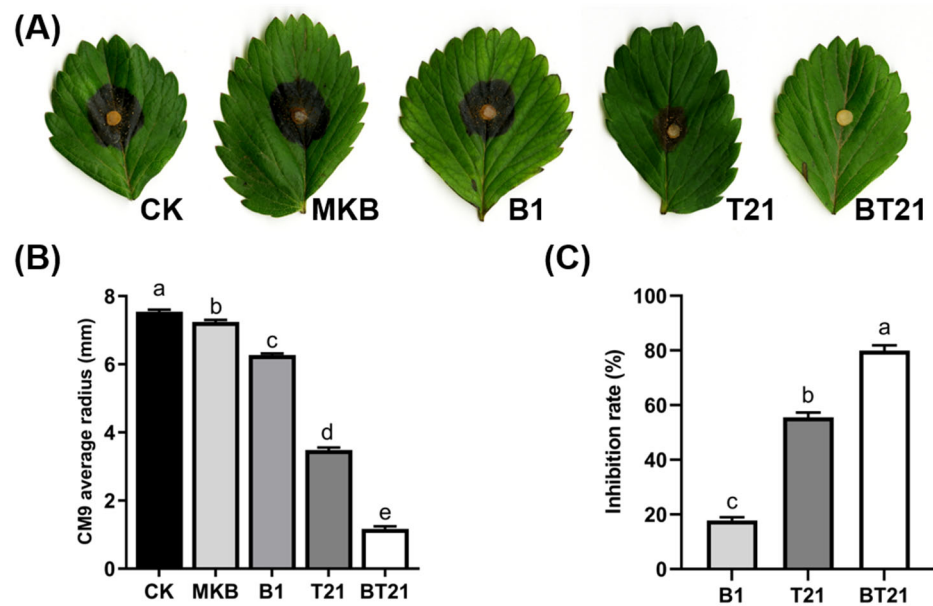 (A)
CK
MKB
B1
T21
BT21
(B)
CM9 average radius (mm)
8
6
4
2
0
a
b
c
d
e
CK
MKB
B1
T21
BT21
(C)
Inhibition rate (%)
100
80
60
40
20
0
c
b
a
B1
T21
BT21